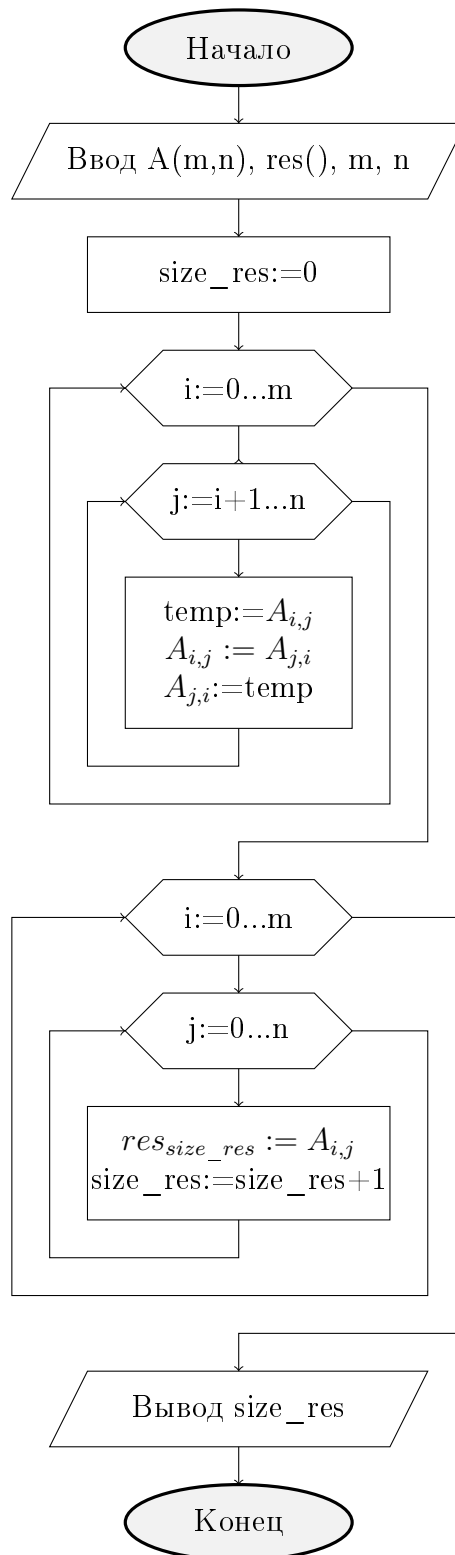 Начало
Ввод A(m,n), res(), m, n
size_res:=0
i:=0...m
j:=i+1...n
temp:=A_{i,j}
A_{i,j} := A_{j,i}
A_{j,i}:=temp
i:=0...m
j:=0...n
res_{size_res} := A_{i,j}
size_res:=size_res+1
Вывод size_res
Конец